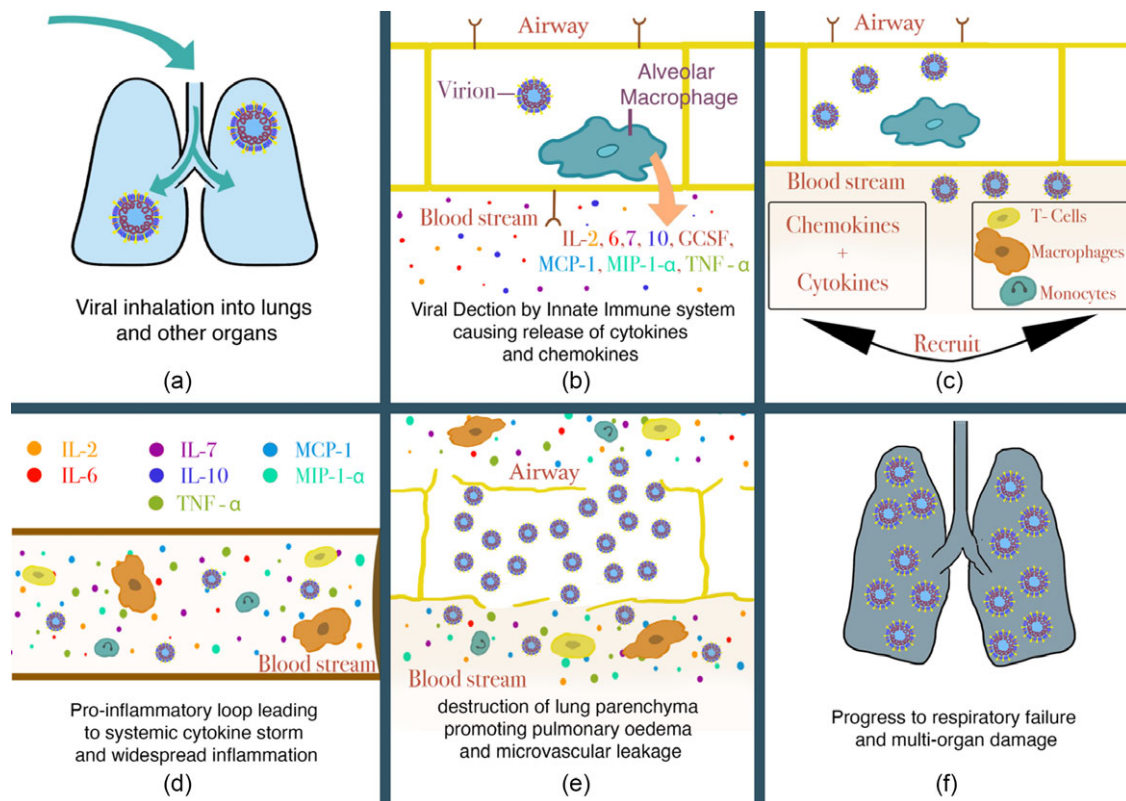 Viral inhalation into lungs
and other organs
(a)
Airway
Virion
Alveolar
Macrophage
Blood stream
IL-2, 6,7, 10, GCSF,
MCP-1, MIP-1-α, TNF - α
Viral Dection by Innate Immune system
causing release of cytokines
and chemokines
(b)
Airway
Blood stream
Chemokines
+
Cytokines
T- Cells
Macrophages
Monocytes
Recruit
(c)
IL-2
IL-7
MCP-1
IL-6
IL-10
MIP-1-α
TNF - α
Blood stream
Pro-inflammatory loop leading
to systemic cytokine storm
and widespread inflammation
(d)
Airway
Blood stream
destruction of lung parenchyma
promoting pulmonary oedema
and microvascular leakage
(e)
Progress to respiratory failure
and multi-organ damage
(f)